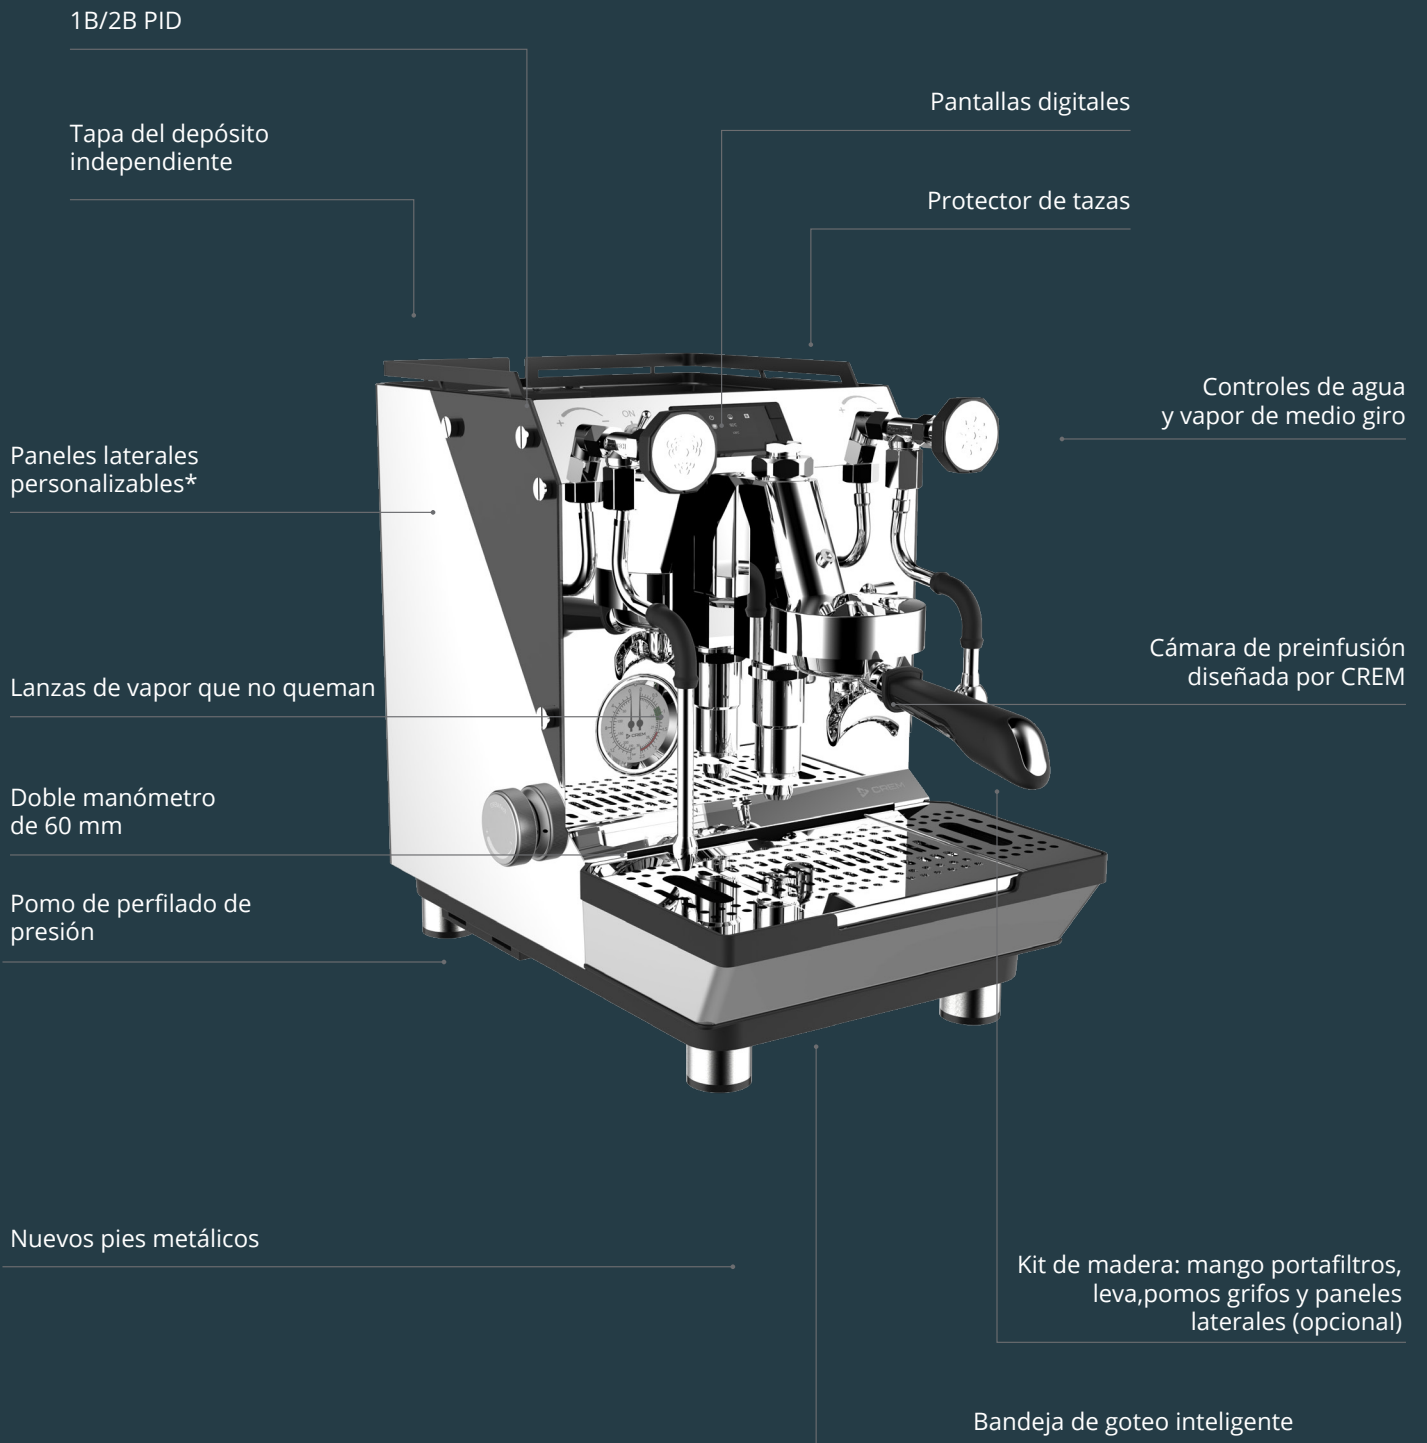 1B/2B PID
Pantallas digitales
Tapa del depósito
independiente
Protector de tazas
Controles de agua
y vapor de medio giro
Paneles laterales
personalizables*
Cámara de preinfusión
diseñada por CREM
Lanzas de vapor que no queman
Doble manómetro
de 60 mm
Pomo de perfilado de
presión
Nuevos pies metálicos
Kit de madera: mango portafiltros,
leva,pomos grifos y paneles
laterales (opcional)
Bandeja de goteo inteligente
ON
CREM